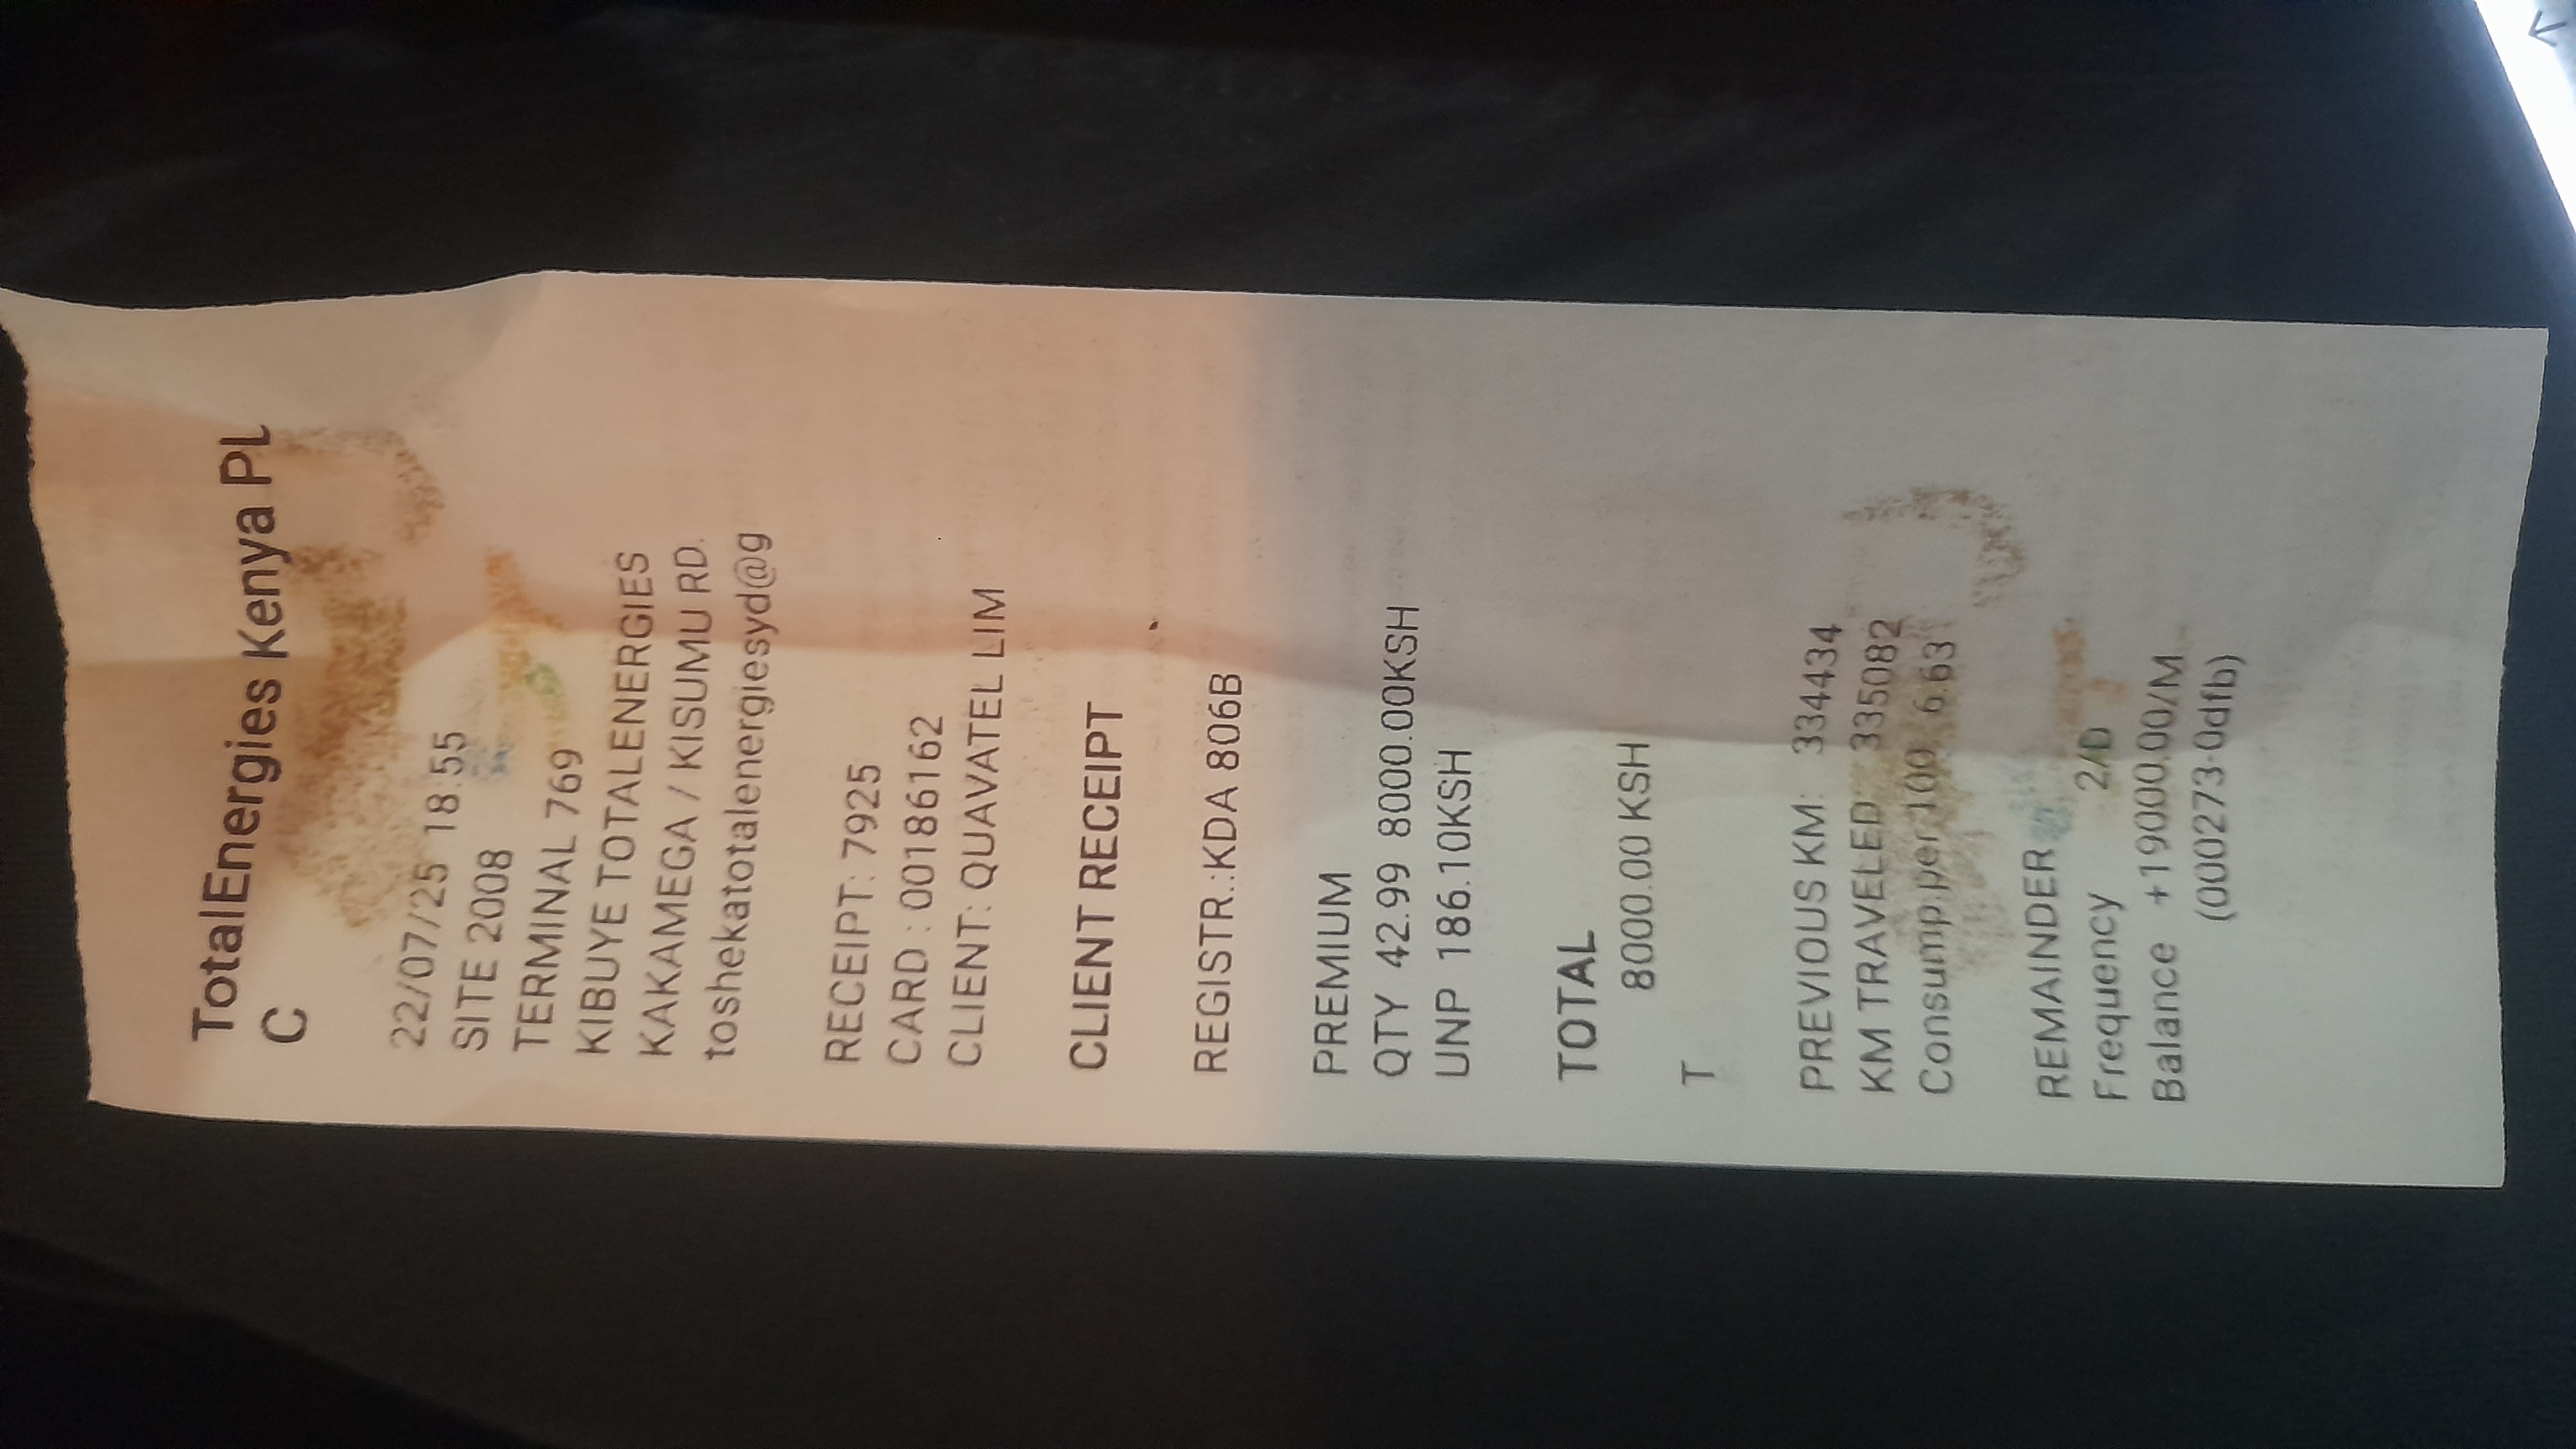 TotalEnergies Kenya PL
C
22/07/25 18.55
SITE 2008
TERMINAL 769
KIBUYE TOTALENERGIES
KAKAMEGA / KISUMU RD.
toshekatotalenergiesyd@g
RECEIPT: 7925
CARD : 00186162
CLIENT: QUAVATEL LIM
CLIENT RECEIPT
REGISTR.:KDA 806B
PREMIUM
QTY 42.99 8000.00KSH
UNP 186.10KSH
TOTAL
8000.00 KSH
T
PREVIOUS KM: 334434
KM TRAVELED 335082
Consump.per 100 6.63
REMAINDER
Frequency 2/D
Balance +19000.00/M
(000273-0dfb)